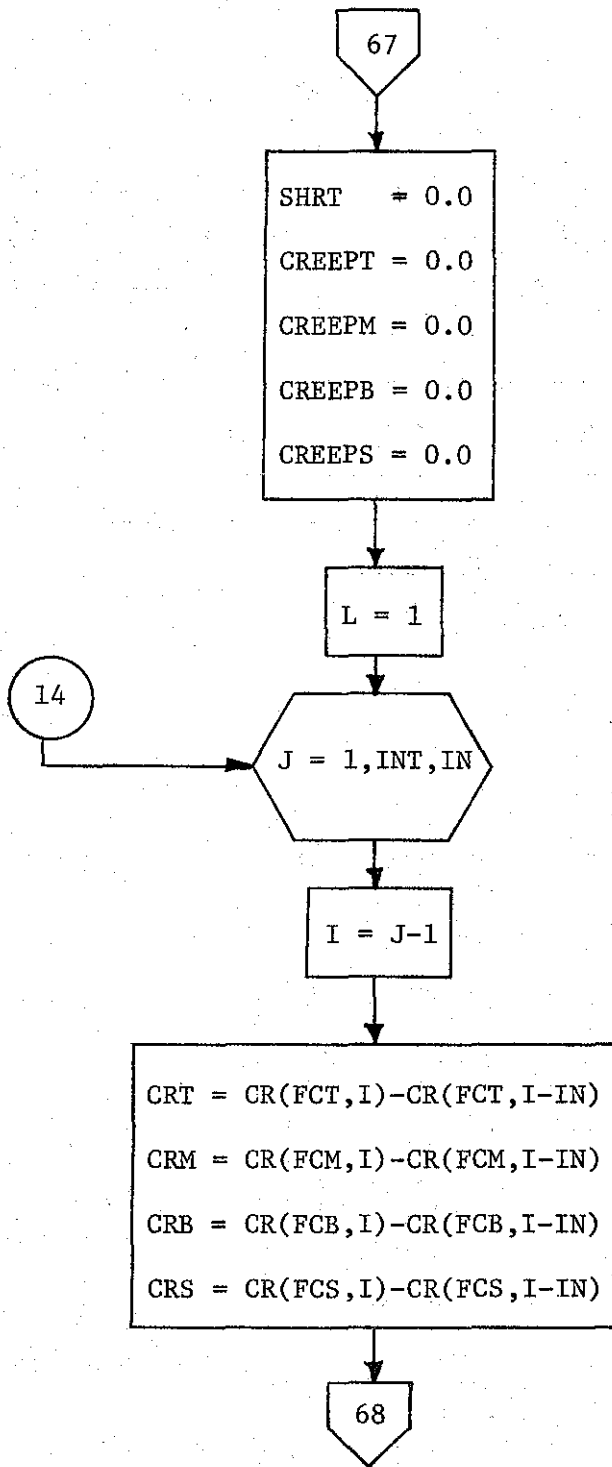 67
SHRT = 0.0
CREEPT = 0.0
CREEPM = 0.0
CREEPB = 0.0
CREEPS = 0.0
L = 1
14
J = 1,INT,IN
I = J-1
CRT = CR(FCT,I)-CR(FCT,I-IN)
CRM = CR(FCM,I)-CR(FCM,I-IN)
CRB = CR(FCB,I)-CR(FCB,I-IN)
CRS = CR(FCS,I)-CR(FCS,I-IN)
68